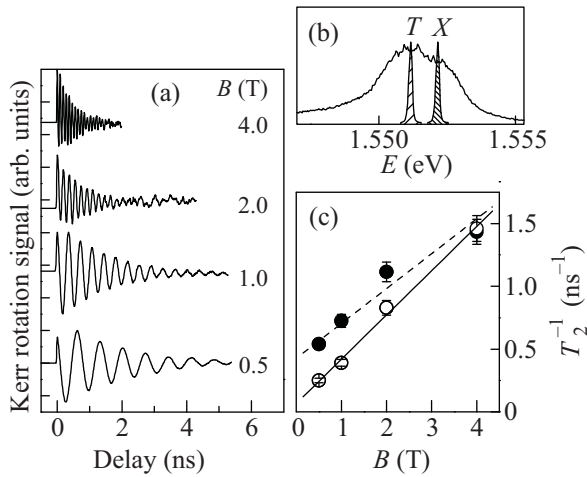 (a)
B (T)
4.0
2.0
1.0
0.5
Kerr rotation signal (arb. units)
0 2 4 6
Delay (ns)
(b)
T X
1.550 1.555
E (eV)
(c)
1.5
1.0
0.5
0
T₂⁻¹ (ns⁻¹)
0 1 2 3 4
B (T)